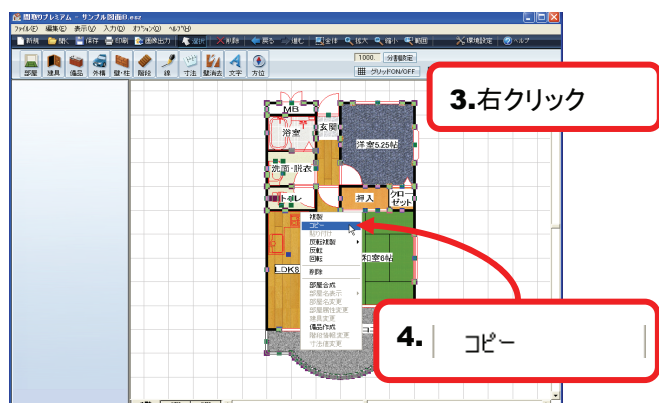 間取りプレミアム - サンプル図面01.esz
ファイル(F) 編集(E) 表示(V) 入力(D) オプション(O) ヘルプ(H)
新規 開く 保存 印刷 画像出力 選択 削除 戻る 進む 全体 拡大 縮小 範囲 環境設定 ヘルプ
1000. 分割設定
グリッドON/OFF
部屋 建具 備品 外構 壁・柱 階段 線 寸法 壁消去 文字 方位
3.右クリック
MB
浴室 玄関
洋室5.25帖
洗面・脱衣
トイレ 押入 クローゼット
LDK8
和室6帖
複製
コピー
貼り付け
反転複製
反転
回転
削除
部屋合成
部屋名表示
部屋名変更
部屋属性変更
建具変更
備品作成
階段情報変更
寸法値変更
4. コピー